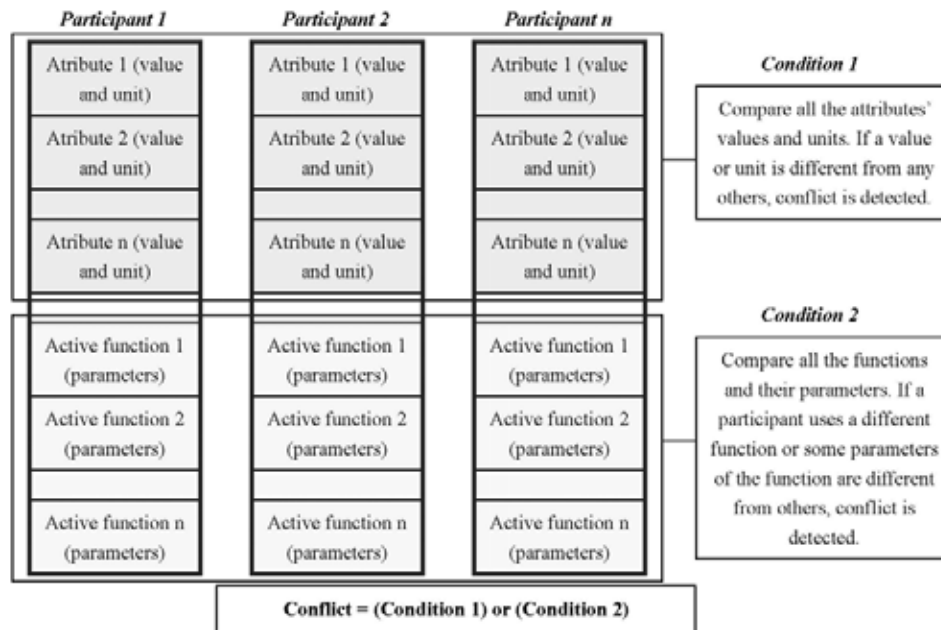 Participant 1
Participant 2
Participant n
Atribute 1 (value
and unit)
Atribute 2 (value
and unit)
Atribute n (value
and unit)
Active function 1
(parameters)
Active function 2
(parameters)
Active function n
(parameters)
Atribute 1 (value
and unit)
Atribute 2 (value
and unit)
Atribute n (value
and unit)
Active function 1
(parameters)
Active function 2
(parameters)
Active function n
(parameters)
Atribute 1 (value
and unit)
Atribute 2 (value
and unit)
Atribute n (value
and unit)
Active function 1
(parameters)
Active function 2
(parameters)
Active function n
(parameters)
Condition 1
Compare all the attributes'
values and units. If a value
or unit is different from any
others, conflict is detected.
Condition 2
Compare all the functions
and their parameters. If a
participant uses a different
function or some parameters
of the function are different
from others, conflict is
detected.
Conflict = (Condition 1) or (Condition 2)